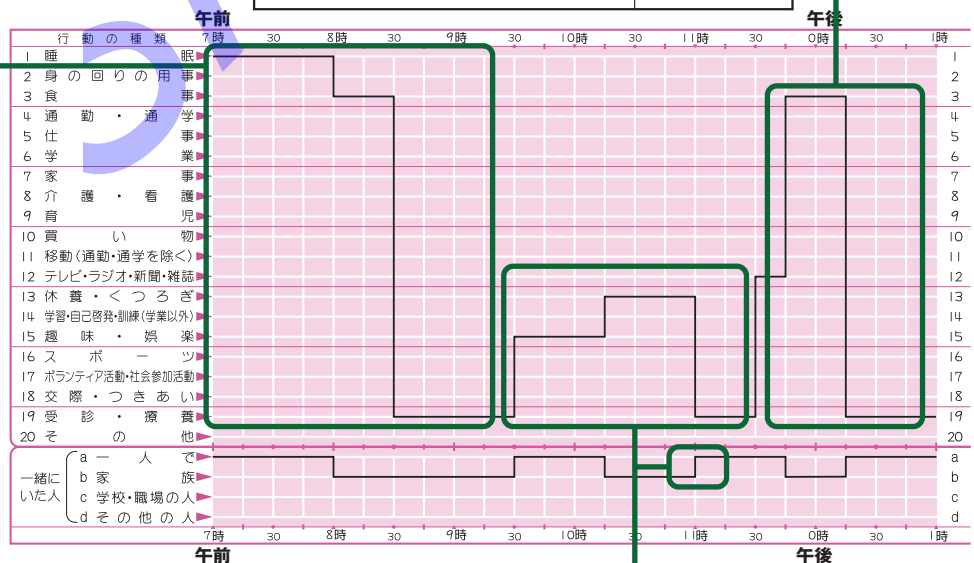 午前 午後
行動の種類 7時 30 8時 30 9時 30 10時 30 11時 30 0時 30 1時
1 睡眠 1
2 身の回りの用事 2
3 食事 3
4 通勤・通学 4
5 仕事 5
6 学業 6
7 家事 7
8 介護・看護 8
9 育児 9
10 買い物 10
11 移動(通勤・通学を除く) 11
12 テレビ・ラジオ・新聞・雑誌 12
13 休養・くつろぎ 13
14 学習・自己啓発・訓練(学業以外) 14
15 趣味・娯楽 15
16 スポーツ 16
17 ボランティア活動・社会参加活動 17
18 交際・つきあい 18
19 受診・療養 19
20 その他 20
一緒にいた人
a 一人で a
b 家族 b
c 学校・職場の人 c
d その他の人 d
7時 30 8時 30 9時 30 10時 30 11時 30 0時 30 1時
午前 午後